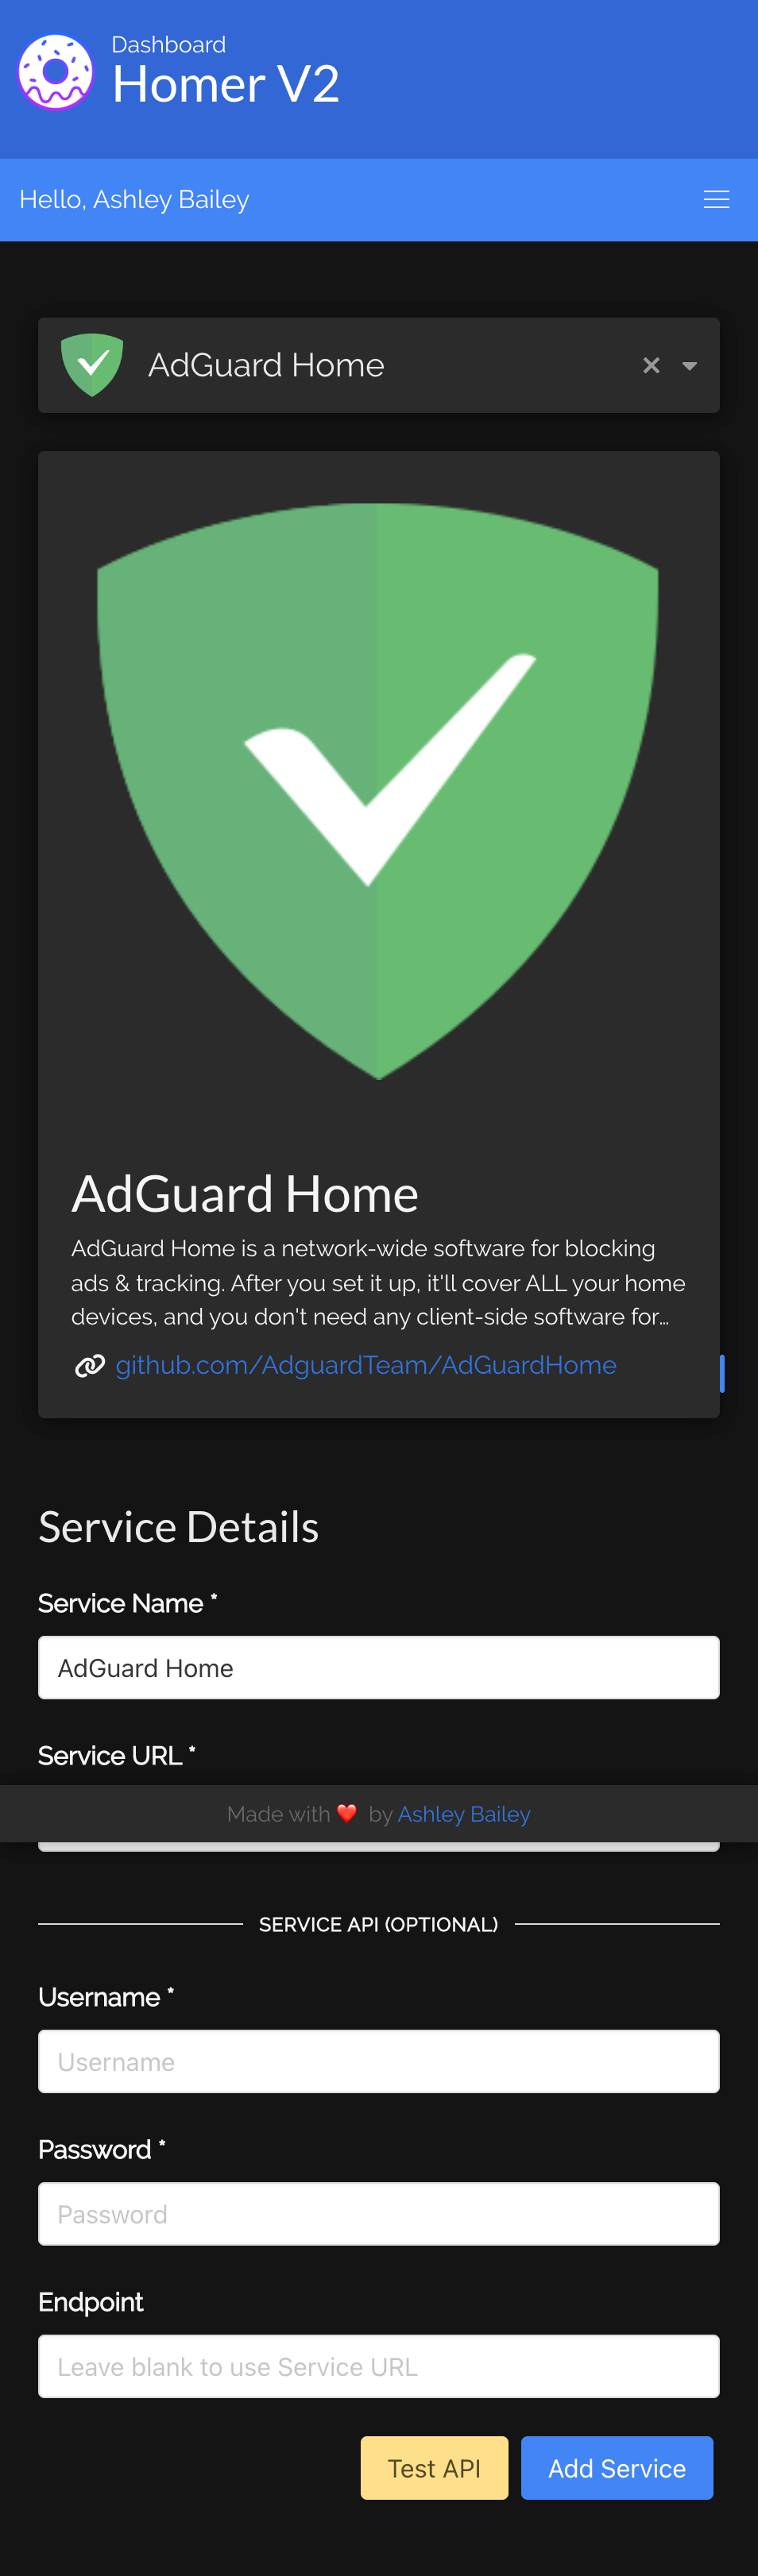 Dashboard
Homer V2
Hello, Ashley Bailey
AdGuard Home
AdGuard Home
AdGuard Home is a network-wide software for blocking
ads & tracking. After you set it up, it'll cover ALL your home
devices, and you don't need any client-side software for...
github.com/AdguardTeam/AdGuardHome
Service Details
Service Name *
AdGuard Home
Service URL *
Made with ❤️ by Ashley Bailey
SERVICE API (OPTIONAL)
Username *
Username
Password *
Password
Endpoint
Leave blank to use Service URL
Test API
Add Service